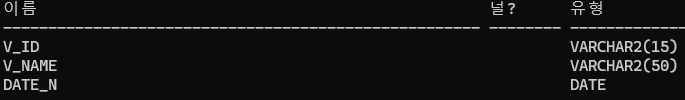 이름 널? 유형
----------------------------------------------------- -------- -------------
V_ID VARCHAR2(15)
V_NAME VARCHAR2(50)
DATE_N DATE